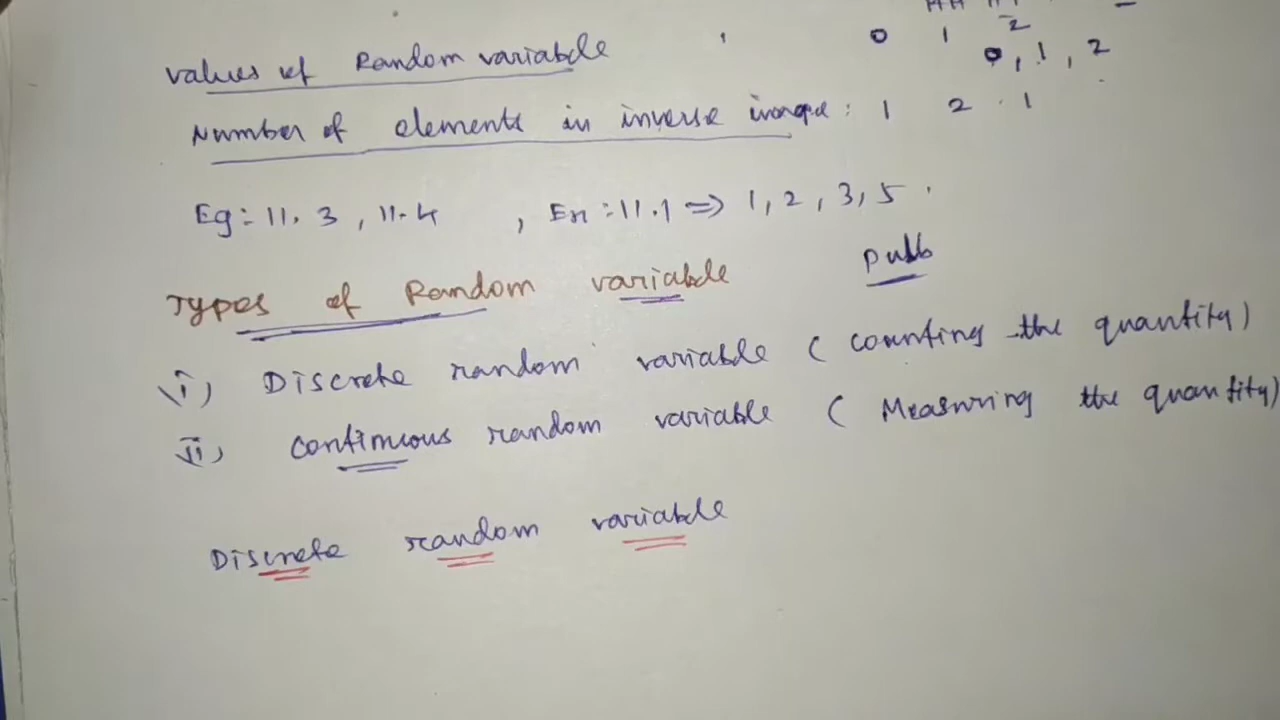 values of Random variable 0 1 2
0, 1, 2
Number of elements in inverse image: 1 2 1
Eg:- 11.3, 11.4, Ex:- 11.1 => 1, 2, 3, 5.
Types of Random variable
(i) Discrete random variable (counting the quantity)
(ii) continuous random variable (Measuring the quantity)
Discrete random variable